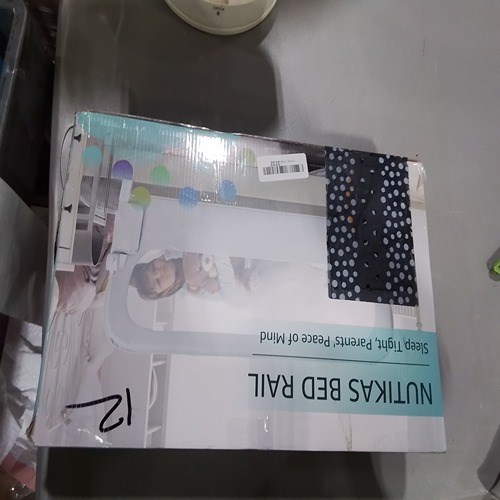 NUTIKAS BED RAIL
Sleep Tight, Parents' Peace of Mind
12